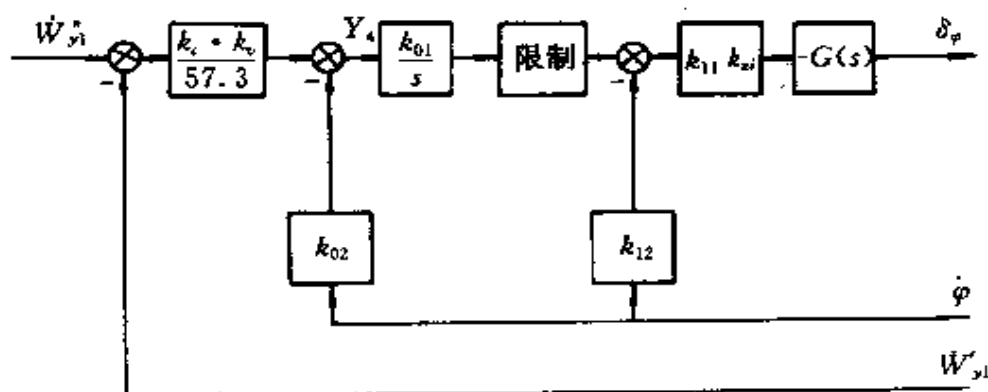 Ẇ*y1
kc • kv / 57.3
Y4
k01 / s
限制
k11 kzi
-G(s)
δφ
-
-
-
k02
k12
φ̇
Ẇ'y1